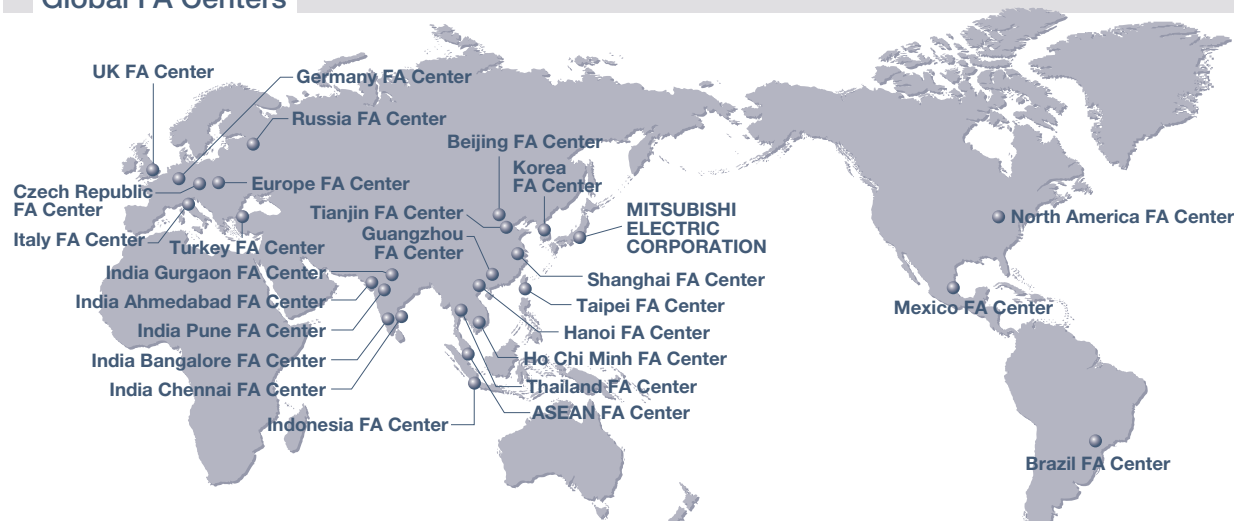 Global FA Centers
UK FA Center
Germany FA Center
Russia FA Center
Beijing FA Center
Korea
FA Center
Czech Republic
FA Center
Europe FA Center
Tianjin FA Center
MITSUBISHI
ELECTRIC
CORPORATION
North America FA Center
Italy FA Center
Turkey FA Center
Guangzhou
FA Center
India Gurgaon FA Center
Shanghai FA Center
India Ahmedabad FA Center
Taipei FA Center
Mexico FA Center
India Pune FA Center
Hanoi FA Center
India Bangalore FA Center
Ho Chi Minh FA Center
India Chennai FA Center
Thailand FA Center
ASEAN FA Center
Indonesia FA Center
Brazil FA Center